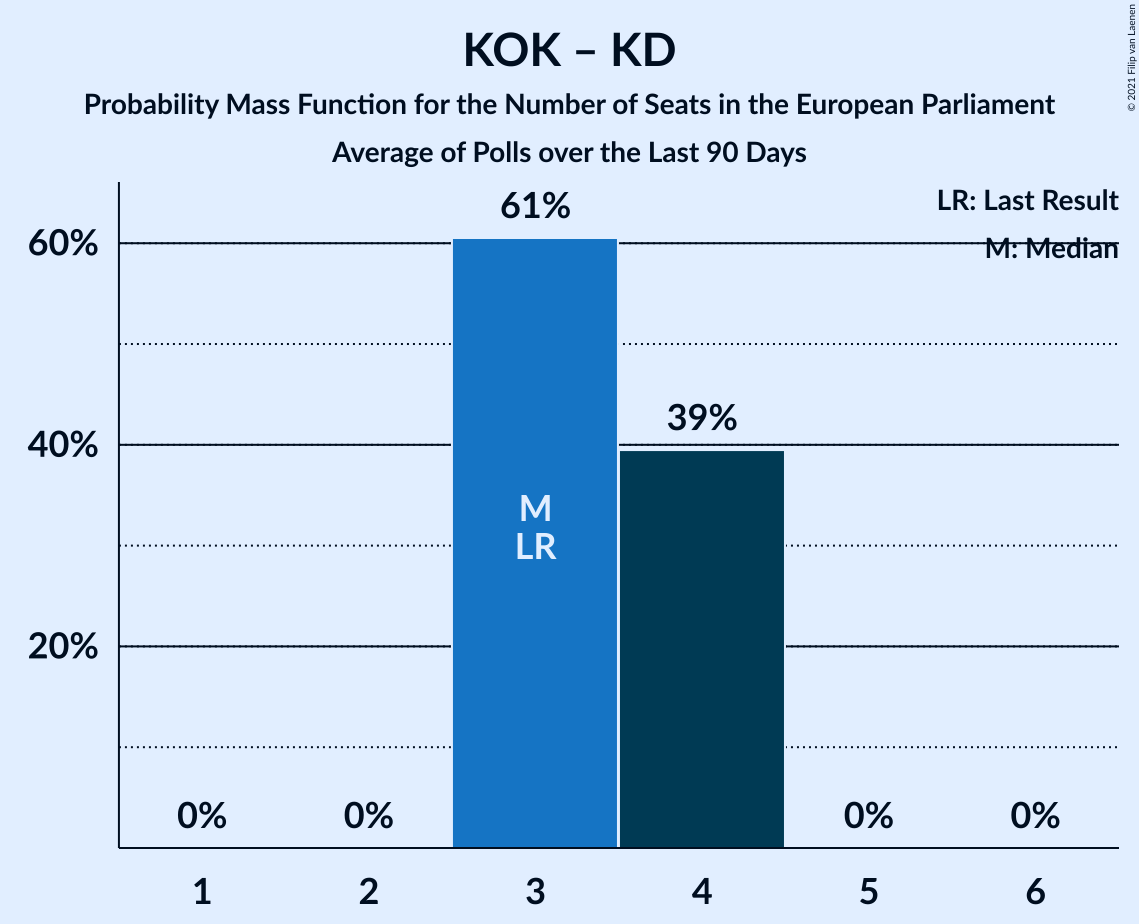 KOK – KD
Probability Mass Function for the Number of Seats in the European Parliament
Average of Polls over the Last 90 Days
© 2021 Filip van Laenen
LR: Last Result
M: Median
61%
60%
39%
40%
M
LR
20%
0%
0%
0%
0%
1
2
3
4
5
6